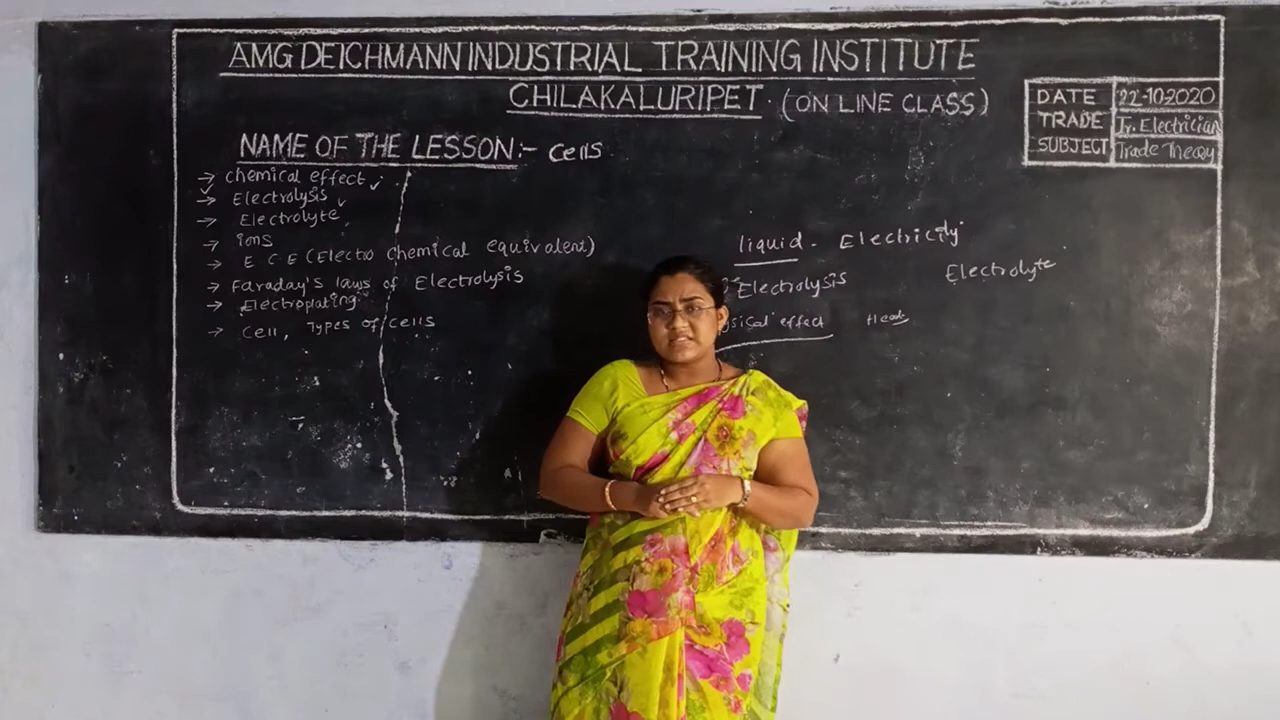 AMG DEICHMANN INDUSTRIAL TRAINING INSTITUTE
CHILAKALURIPET. (ON LINE CLASS)
DATE 22-10-2020
TRADE Jr. Electrician
SUBJECT Trade Theory
NAME OF THE LESSON:- Cells
→ Chemical effect
→ Electrolysis
→ Electrolyte
→ ions
→ E C E (Electro Chemical equivalent)
→ Faraday's laws of Electrolysis
→ Electroplating
→ Cell, Types of cells
liquid - Electricity
Electrolysis
Electrolyte
effect